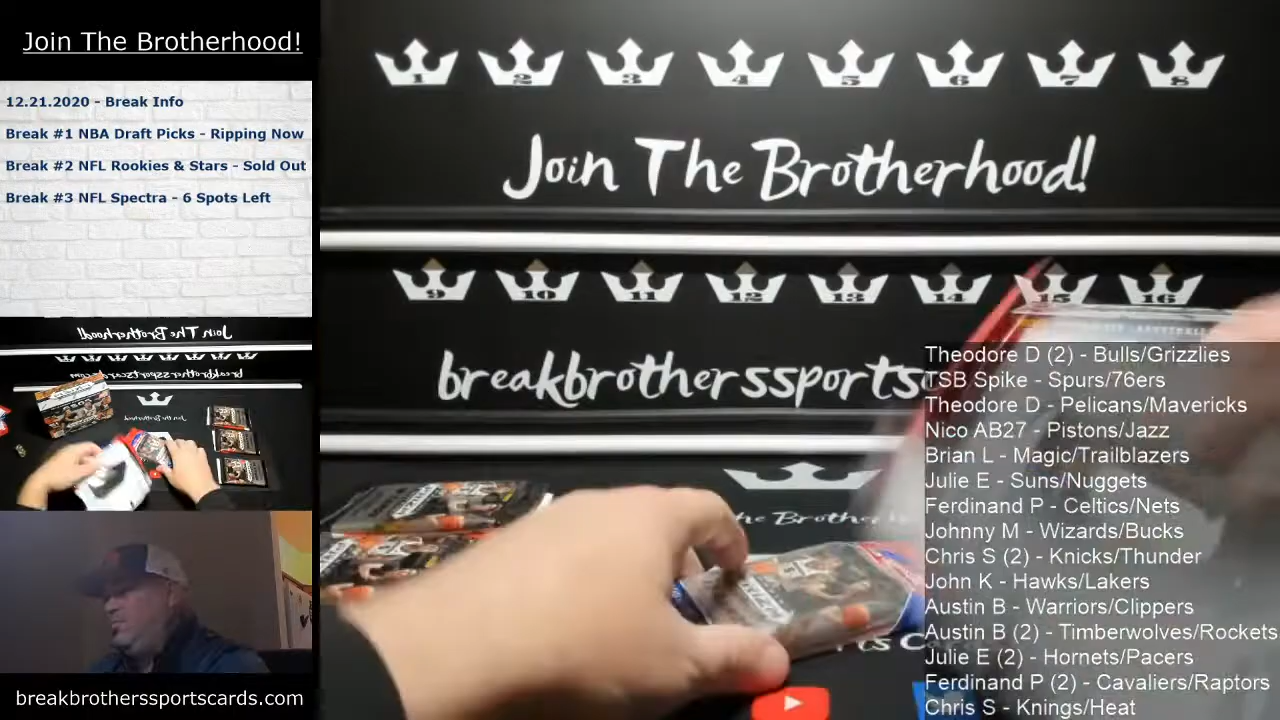 Join The Brotherhood!
12.21.2020 - Break Info
Break #1 NBA Draft Picks - Ripping Now
Break #2 NFL Rookies & Stars - Sold Out
Break #3 NFL Spectra - 6 Spots Left
breakbrotherssportscards.com
1 2 3 4 5 6 7 8
Join The Brotherhood!
9 10 11 12 13 14 15 16
breakbrotherssports
Theodore D (2) - Bulls/Grizzlies
TSB Spike - Spurs/76ers
Theodore D - Pelicans/Mavericks
Nico AB27 - Pistons/Jazz
Brian L - Magic/Trailblazers
Julie E - Suns/Nuggets
Ferdinand P - Celtics/Nets
Johnny M - Wizards/Bucks
Chris S (2) - Knicks/Thunder
John K - Hawks/Lakers
Austin B - Warriors/Clippers
Austin B (2) - Timberwolves/Rockets
Julie E (2) - Hornets/Pacers
Ferdinand P (2) - Cavaliers/Raptors
Chris S - Knings/Heat